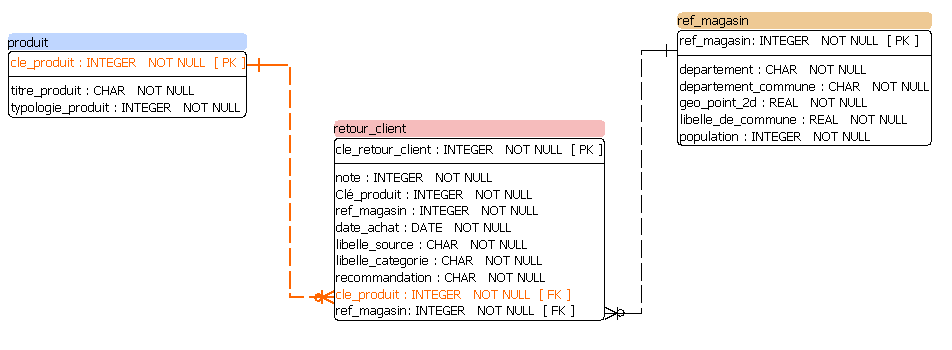 produit
cle_produit : INTEGER NOT NULL [ PK ]
titre_produit : CHAR NOT NULL
typologie_produit : INTEGER NOT NULL
ref_magasin
ref_magasin: INTEGER NOT NULL [ PK ]
departement : CHAR NOT NULL
departement_commune : CHAR NOT NULL
geo_point_2d : REAL NOT NULL
libelle_de_commune : REAL NOT NULL
population : INTEGER NOT NULL
retour_client
cle_retour_client : INTEGER NOT NULL [ PK ]
note : INTEGER NOT NULL
Clé_produit : INTEGER NOT NULL
ref_magasin : INTEGER NOT NULL
date_achat : DATE NOT NULL
libelle_source : CHAR NOT NULL
libelle_categorie : CHAR NOT NULL
recommandation : CHAR NOT NULL
cle_produit : INTEGER NOT NULL [ FK ]
ref_magasin: INTEGER NOT NULL [ FK ]